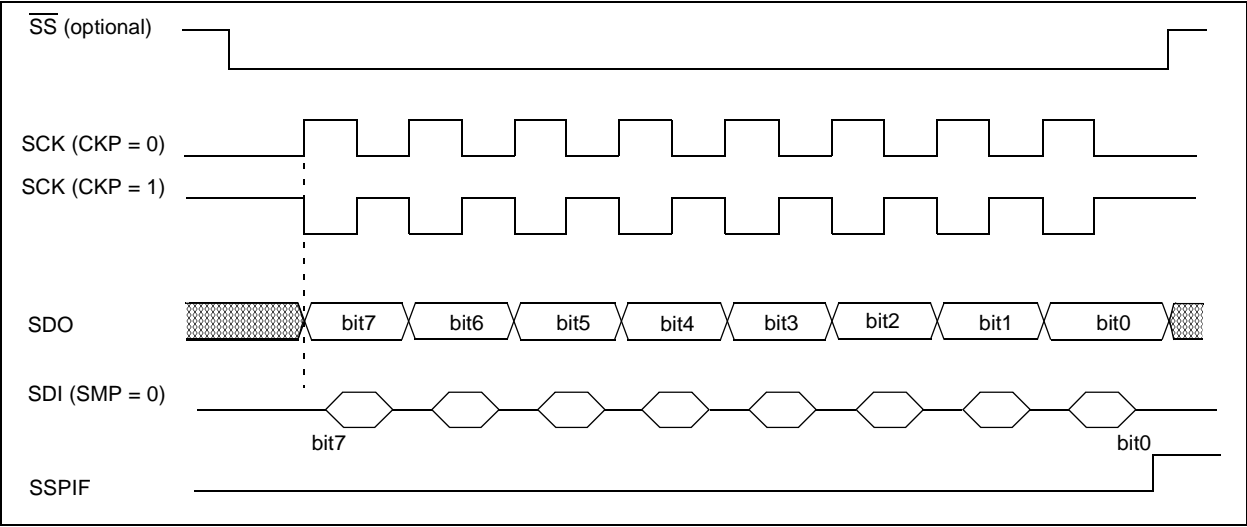 S̅S̅ (optional)
SCK (CKP = 0)
SCK (CKP = 1)
SDO bit7 bit6 bit5 bit4 bit3 bit2 bit1 bit0
SDI (SMP = 0)
bit7 bit0
SSPIF